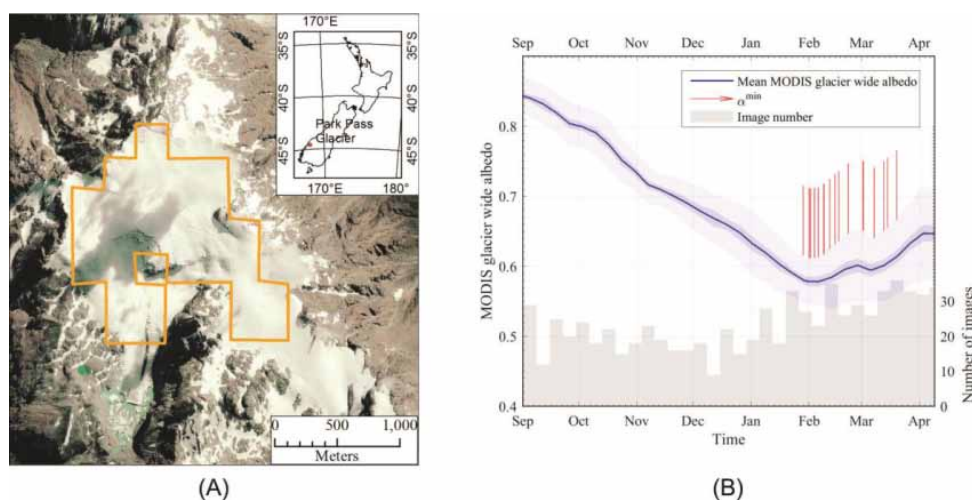 170°E
35°S
35°S
40°S
40°S
Park Pass
Glacier
45°S
45°S
170°E
180°
0 500 1,000
Meters
(A)
Sep Oct Nov Dec Jan Feb Mar Apr
Mean MODIS glacier wide albedo
α^min
Image number
MODIS glacier wide albedo
0.8
0.7
0.6
0.5
0.4
30
20
10
0
Number of images
Sep Oct Nov Dec Jan Feb Mar Apr
Time
(B)